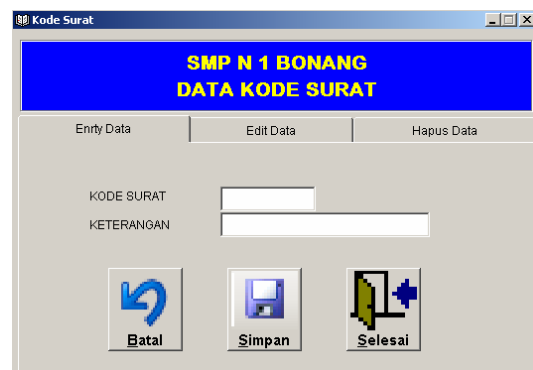 Kode Surat
SMP N 1 BONANG
DATA KODE SURAT
Enrty Data Edit Data Hapus Data
KODE SURAT
KETERANGAN
Batal Simpan Selesai